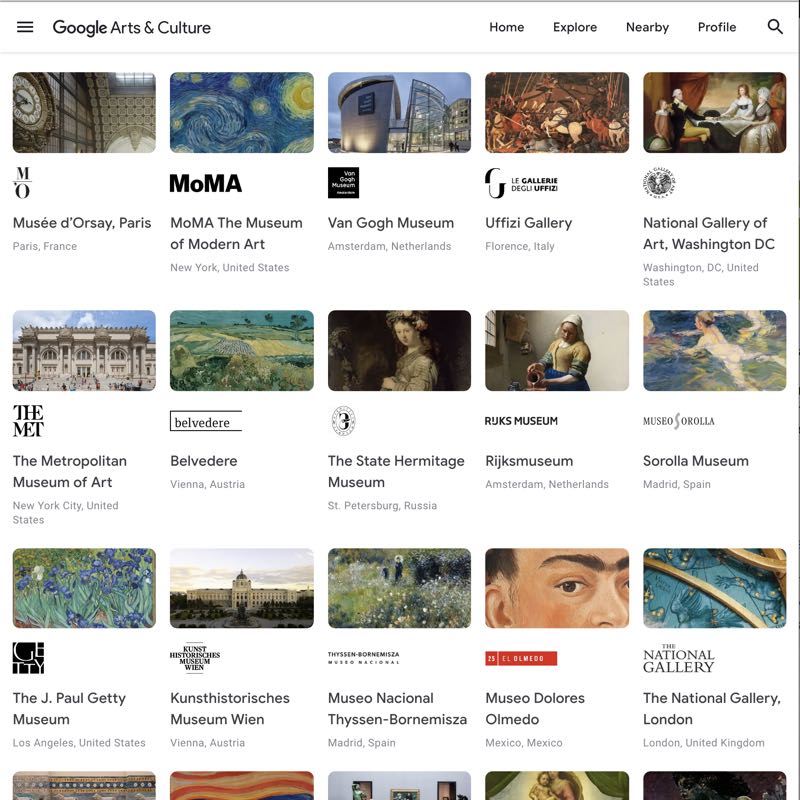 Google Arts & Culture
Home Explore Nearby Profile
M
O
MoMA
Van
Gogh
Museum
LE GALLERIE
DEGLI UFFIZI
Musée d'Orsay, Paris
Paris, France
MoMA The Museum
of Modern Art
New York, United States
Van Gogh Museum
Amsterdam, Netherlands
Uffizi Gallery
Florence, Italy
National Gallery of
Art, Washington DC
Washington, DC, United
States
THE
MET
belvedere
RIJKS MUSEUM
MUSEO SOROLLA
The Metropolitan
Museum of Art
New York City, United
States
Belvedere
Vienna, Austria
The State Hermitage
Museum
St. Petersburg, Russia
Rijksmuseum
Amsterdam, Netherlands
Sorolla Museum
Madrid, Spain
GE
TTY
KUNST
HISTORISCHES
MUSEUM
WIEN
THYSSEN-BORNEMISZA
MUSEO NACIONAL
25 EL OLMEDO
THE
NATIONAL
GALLERY
The J. Paul Getty
Museum
Los Angeles, United States
Kunsthistorisches
Museum Wien
Vienna, Austria
Museo Nacional
Thyssen-Bornemisza
Madrid, Spain
Museo Dolores
Olmedo
Mexico, Mexico
The National Gallery,
London
London, United Kingdom